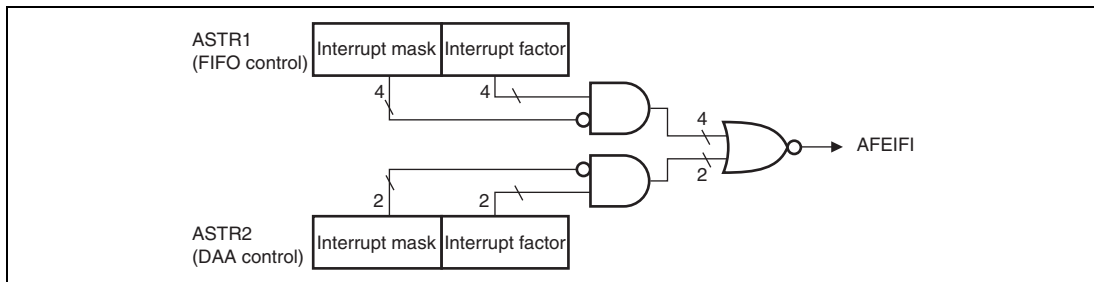 ASTR1
(FIFO control)
Interrupt mask
Interrupt factor
4
4
4
AFEIFI
2
2
2
ASTR2
(DAA control)
Interrupt mask
Interrupt factor